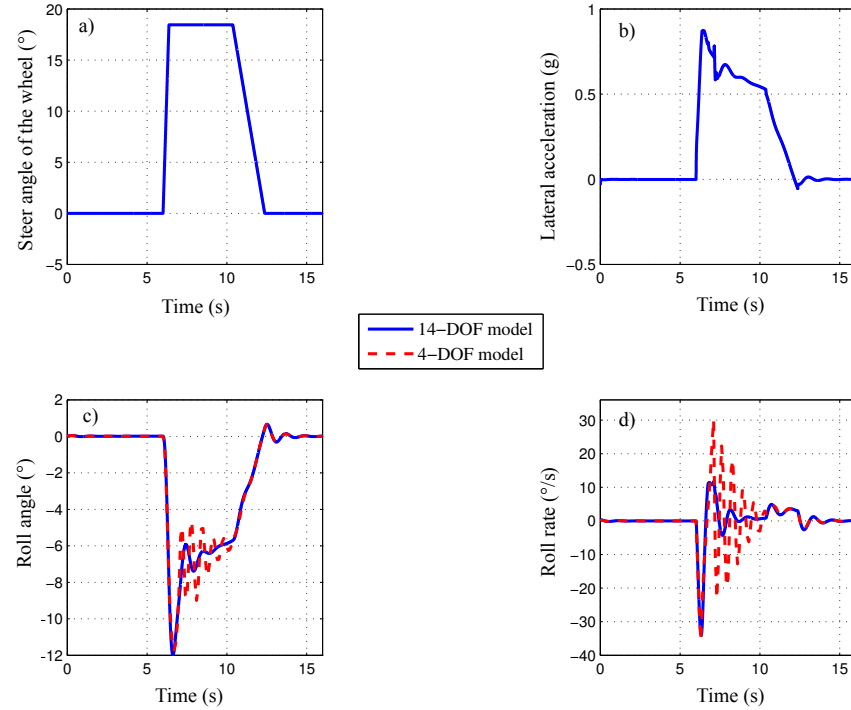 a)
Steer angle of the wheel (°)
20
15
10
5
0
−5
0 5 10 15
Time (s)
b)
Lateral acceleration (g)
1
0.5
0
−0.5
0 5 10 15
Time (s)
14−DOF model
4−DOF model
c)
Roll angle (°)
2
0
-2
-4
-6
-8
-10
-12
0 5 10 15
Time (s)
d)
Roll rate (°/s)
30
20
10
0
−10
−20
−30
−40
0 5 10 15
Time (s)